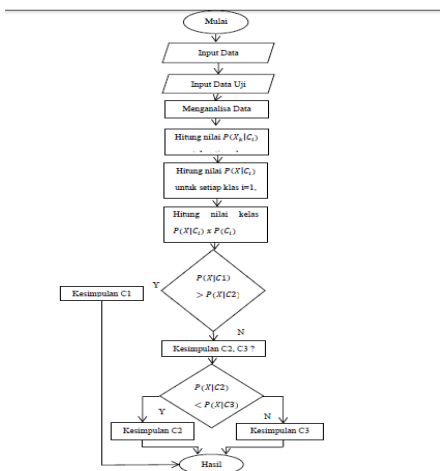 Mulai
Input Data
Input Data Uji
Menganalisa Data
Hitung nilai P(Xₖ|Cᵢ)
Hitung nilai P(X|Cᵢ)
untuk setiap klas i=1,
Hitung nilai kelas
P(X|Cᵢ) x P(Cᵢ)
P(X|C1)
> P(X|C2)
Y
Kesimpulan C1
N
Kesimpulan C2, C3 ?
P(X|C2)
< P(X|C3)
Y
N
Kesimpulan C2
Kesimpulan C3
Hasil